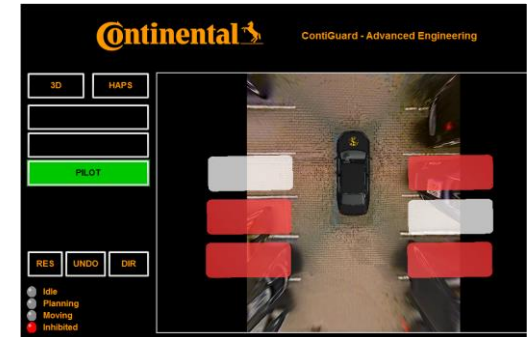 Continental
ContiGuard - Advanced Engineering
3D
HAPS
PILOT
RES
UNDO
DIR
Idle
Planning
Moving
Inhibited